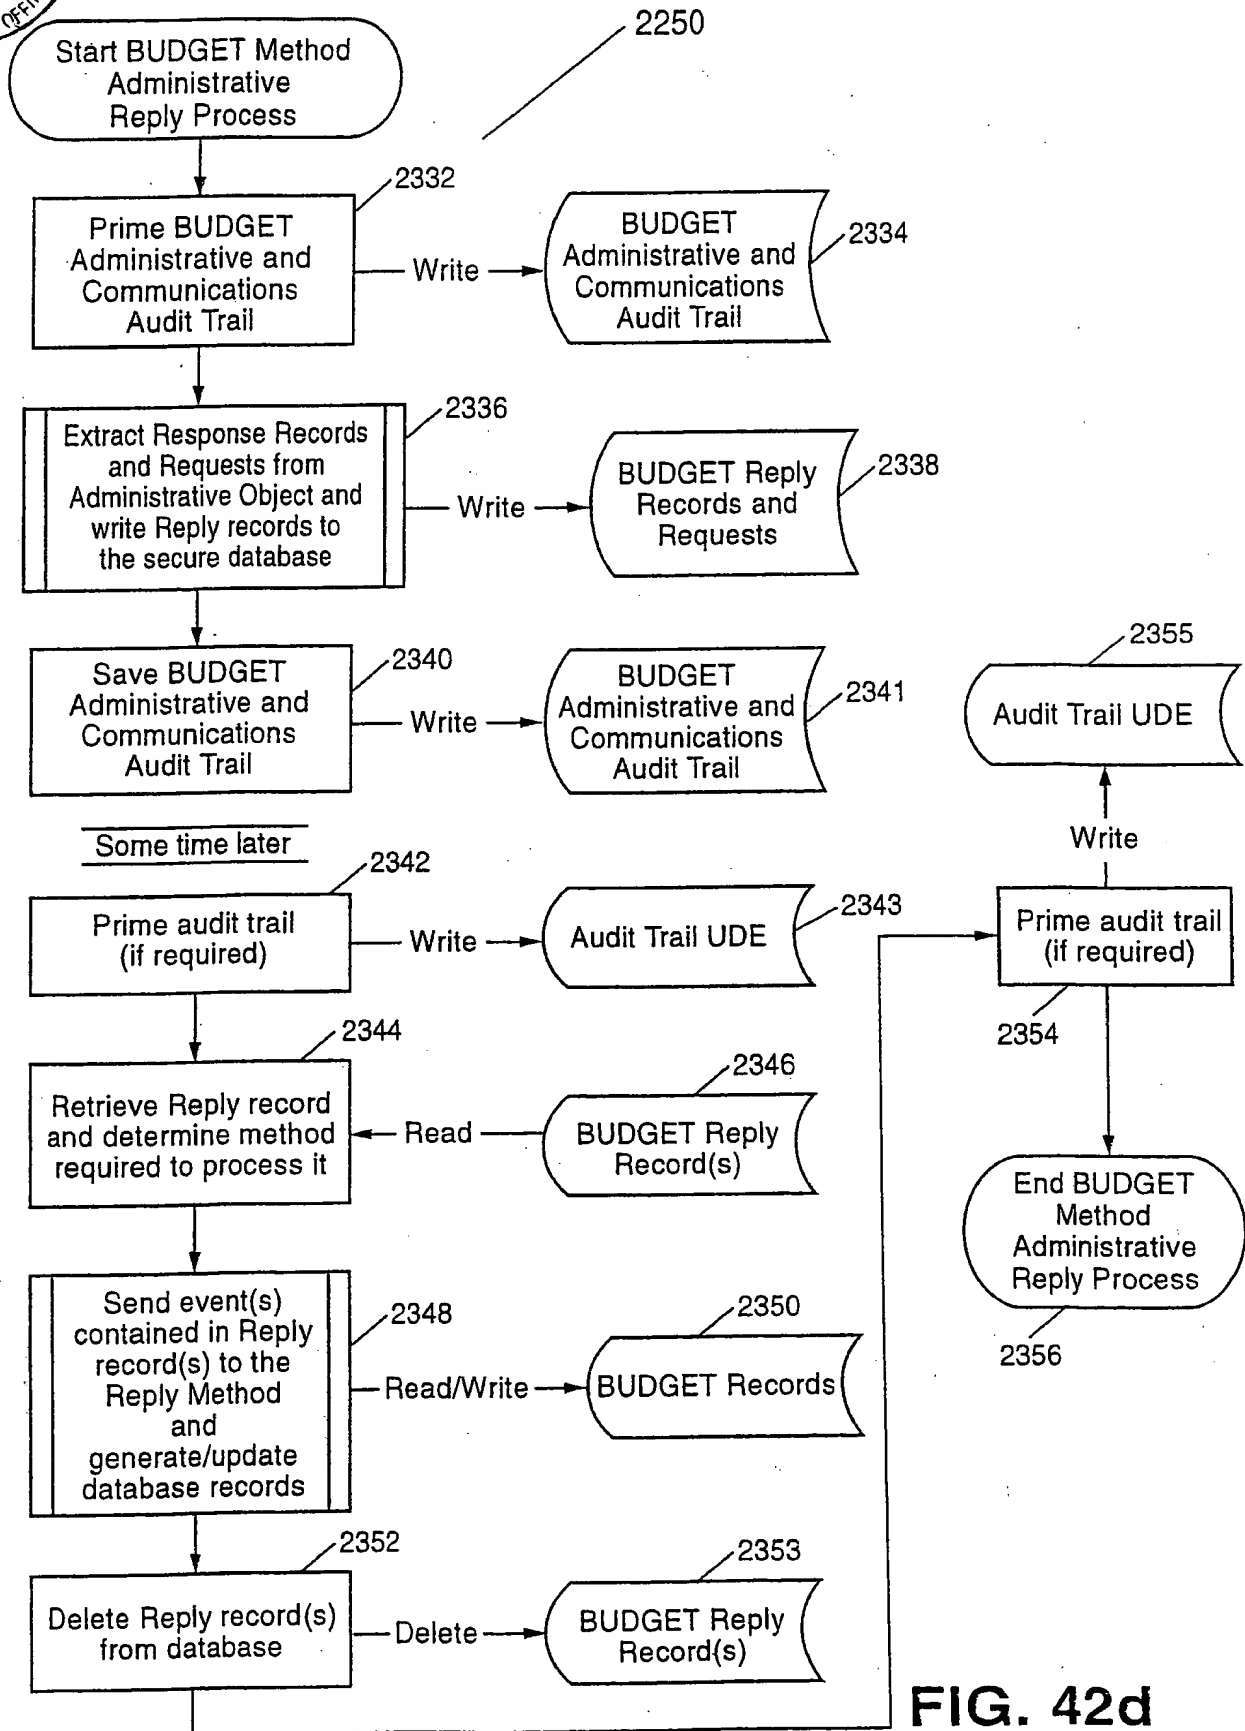 2250
Start BUDGET Method
Administrative
Reply Process
2332
Prime BUDGET
Administrative and
Communications
Audit Trail
Write
BUDGET
Administrative and
Communications
Audit Trail
2334
2336
Extract Response Records
and Requests from
Administrative Object and
write Reply records to
the secure database
Write
BUDGET Reply
Records and
Requests
2338
2340
Save BUDGET
Administrative and
Communications
Audit Trail
Write
BUDGET
Administrative and
Communications
Audit Trail
2341
Some time later
2342
Prime audit trail
(if required)
Write
Audit Trail UDE
2343
2344
Retrieve Reply record
and determine method
required to process it
Read
2346
BUDGET Reply
Record(s)
2348
Send event(s)
contained in Reply
record(s) to the
Reply Method
and
generate/update
database records
Read/Write
2350
BUDGET Records
2352
Delete Reply record(s)
from database
Delete
2353
BUDGET Reply
Record(s)
2355
Audit Trail UDE
Write
Prime audit trail
(if required)
2354
End BUDGET
Method
Administrative
Reply Process
2356
FIG. 42d